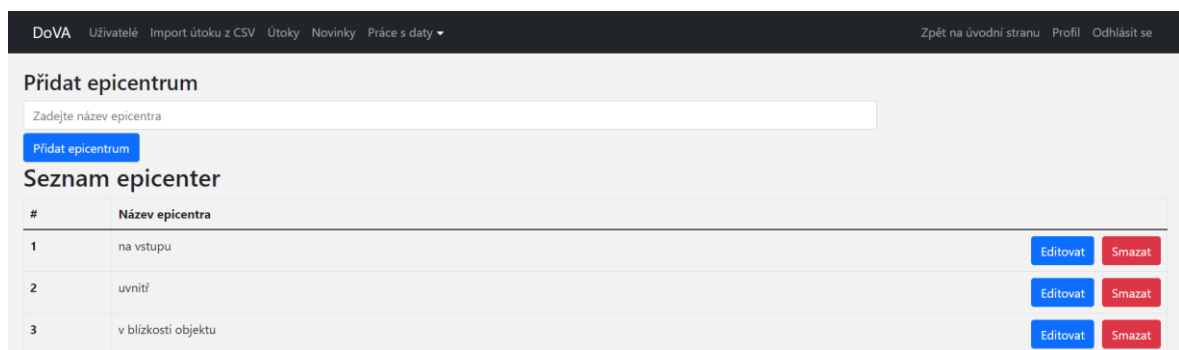 DoVA Uživatelé Import útoku z CSV Útoky Novinky Práce s daty Zpět na úvodní stranu Profil Odhlásit se
Přidat epicentrum
Zadejte název epicentra
Přidat epicentrum
Seznam epicenter
# Název epicentra
1 na vstupu Editovat Smazat
2 uvnitř Editovat Smazat
3 v blízkosti objektu Editovat Smazat